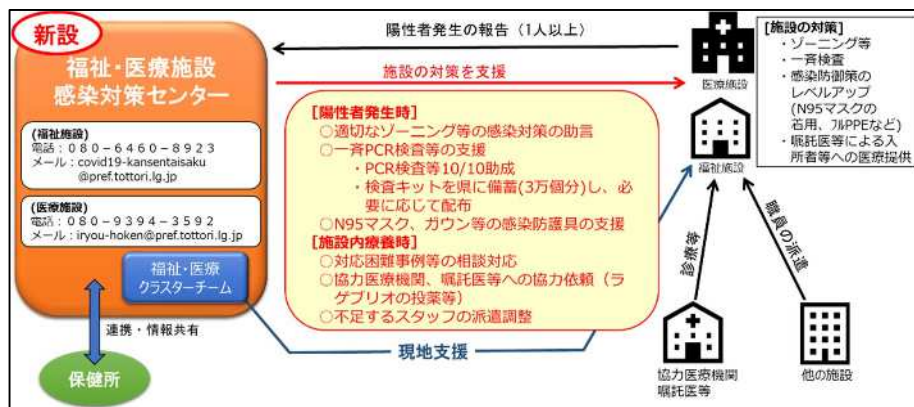 新設
福祉・医療施設
感染対策センター
(福祉施設)
電話：０８０－６４６０－８９２３
メール：covid19-kansentaisaku
@pref.tottori.lg.jp
(医療施設)
電話：０８０－９３９４－３５９２
メール：iryou-hoken@pref.tottori.lg.jp
福祉・医療
クラスターチーム
連携・情報共有
保健所
陽性者発生の報告（1人以上）
施設の対策を支援
[陽性者発生時]
○適切なゾーニング等の感染対策の助言
○一斉PCR検査等の支援
・PCR検査等10/10助成
・検査キットを県に備蓄(3万個分)し、必
要に応じて配布
○N95マスク、ガウン等の感染防護具の支援
[施設内療養時]
○対応困難事例等の相談対応
○協力医療機関、嘱託医等への協力依頼（ラ
ゲブリオの投薬等）
○不足するスタッフの派遣調整
現地支援
医療施設
福祉施設
[施設の対策]
・ゾーニング等
・一斉検査
・感染防御策の
レベルアップ
(N95マスクの
着用、フルPPEなど)
・嘱託医等による入
所者等への医療提供
診療等
職員の派遣
協力医療機関
嘱託医等
他の施設